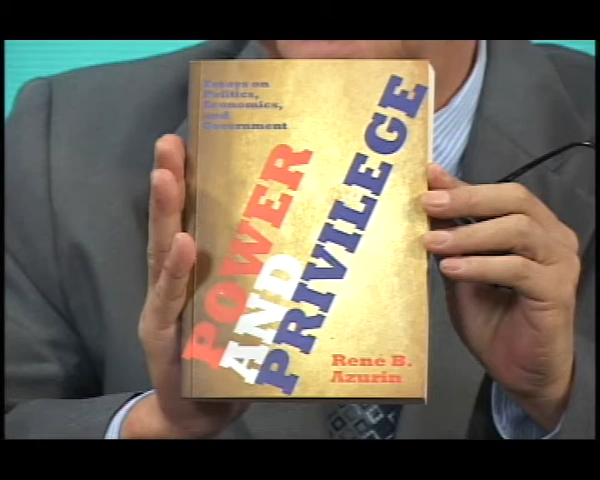 Essays on
Politics,
Economics,
and
Government
POWER
AND
PRIVILEGE
René B.
Azurin